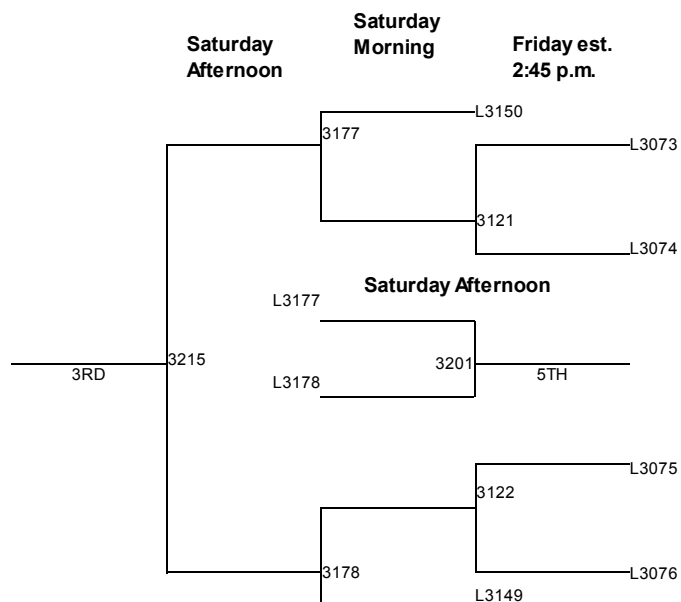 Saturday
Morning
Saturday
Afternoon
Friday est.
2:45 p.m.
L3150
3177
L3073
3121
L3074
Saturday Afternoon
L3177
3215
3201
3RD
5TH
L3178
L3075
3122
3178
L3076
L3149